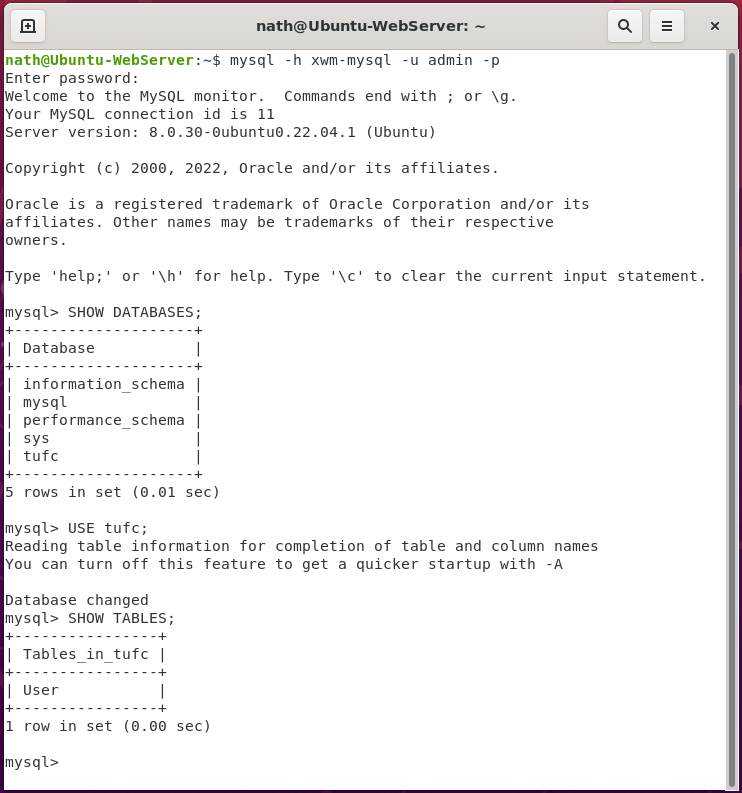 nath@Ubuntu-WebServer: ~
nath@Ubuntu-WebServer:~$ mysql -h xwm-mysql -u admin -p
Enter password:
Welcome to the MySQL monitor.  Commands end with ; or \g.
Your MySQL connection id is 11
Server version: 8.0.30-0ubuntu0.22.04.1 (Ubuntu)

Copyright (c) 2000, 2022, Oracle and/or its affiliates.

Oracle is a registered trademark of Oracle Corporation and/or its
affiliates. Other names may be trademarks of their respective
owners.

Type 'help;' or '\h' for help. Type '\c' to clear the current input statement.

mysql> SHOW DATABASES;
+--------------------+
| Database           |
+--------------------+
| information_schema |
| mysql              |
| performance_schema |
| sys                |
| tufc               |
+--------------------+
5 rows in set (0.01 sec)

mysql> USE tufc;
Reading table information for completion of table and column names
You can turn off this feature to get a quicker startup with -A

Database changed
mysql> SHOW TABLES;
+----------------+
| Tables_in_tufc |
+----------------+
| User           |
+----------------+
1 row in set (0.00 sec)

mysql>